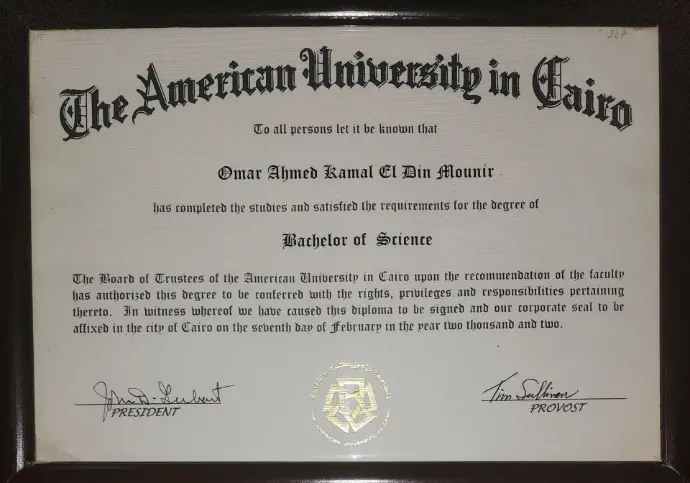 247
The American University in Cairo
To all persons let it be known that
Omar Ahmed Kamal El Din Mounir
has completed the studies and satisfied the requirements for the degree of
Bachelor of Science
The Board of Trustees of the American University in Cairo upon the recommendation of the faculty
has authorized this degree to be conferred with the rights, privileges and responsibilities pertaining
thereto. In witness whereof we have caused this diploma to be signed and our corporate seal to be
affixed in the city of Cairo on the seventh day of February in the year two thousand and two.
John D. Gerhart
PRESIDENT
Tim Sullivan
PROVOST